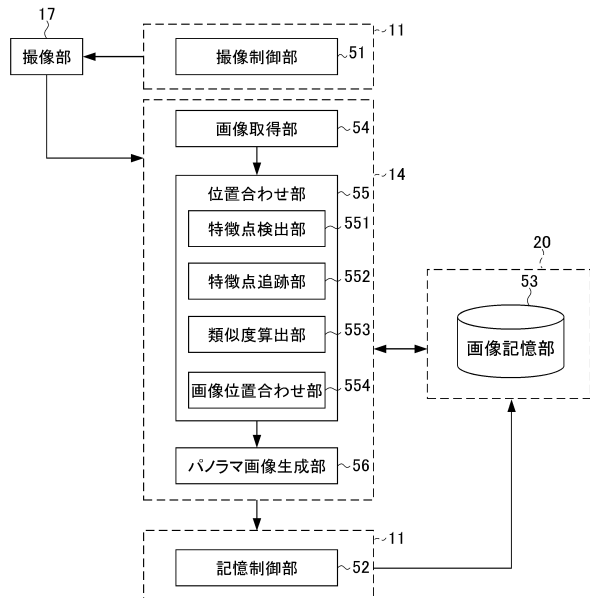 17
撮像部
11
撮像制御部
51
画像取得部
54
14
位置合わせ部
55
特徴点検出部
551
特徴点追跡部
552
類似度算出部
553
画像位置合わせ部
554
パノラマ画像生成部
56
20
53
画像記憶部
11
記憶制御部
52